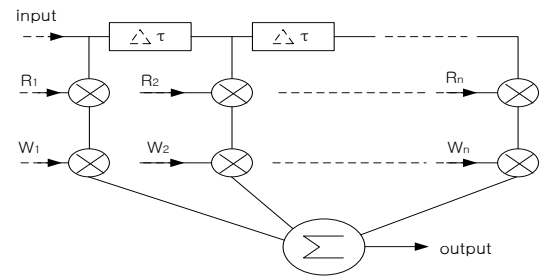 input
△ τ △ τ
R1 R2 Rn
W1 W2 Wn
∑ output